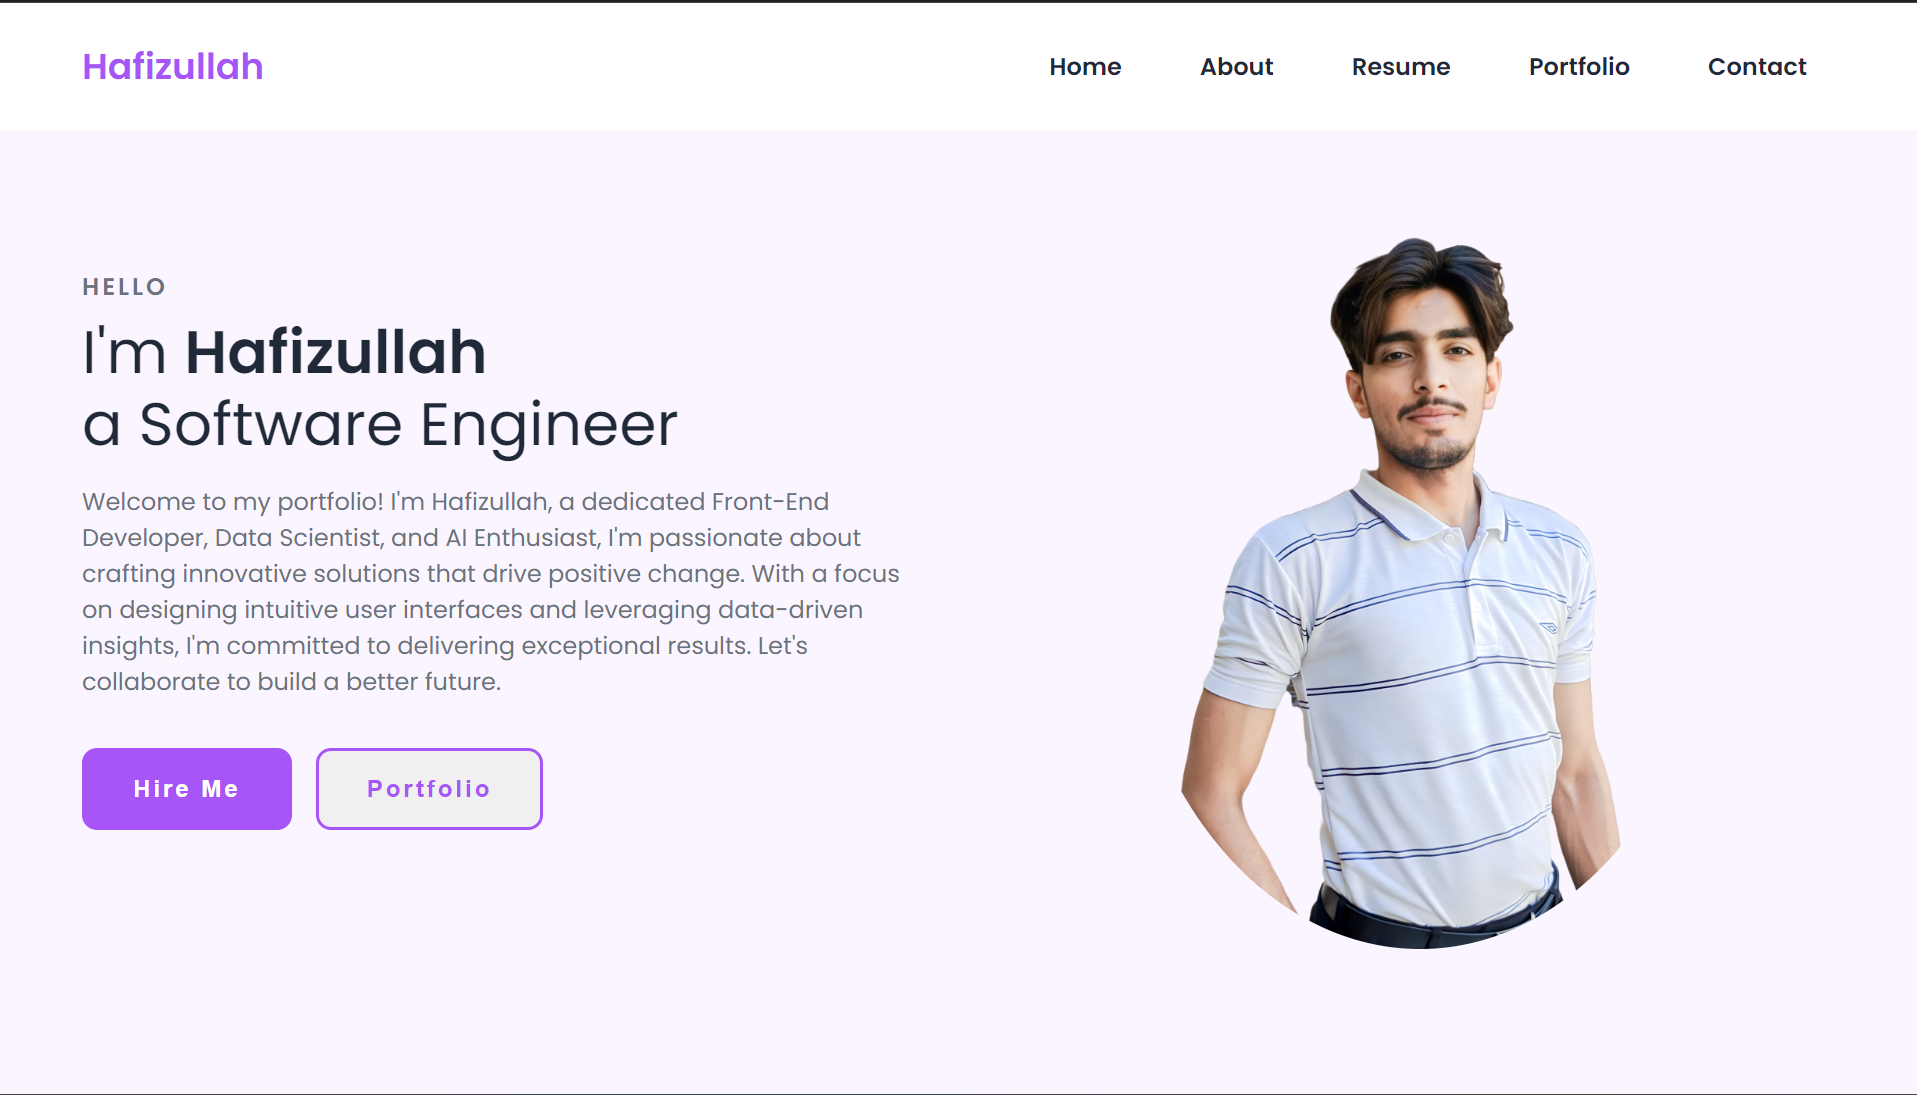 Hafizullah
Home About Resume Portfolio Contact
HELLO
I'm Hafizullah
a Software Engineer
Welcome to my portfolio! I'm Hafizullah, a dedicated Front-End
Developer, Data Scientist, and AI Enthusiast, I'm passionate about
crafting innovative solutions that drive positive change. With a focus
on designing intuitive user interfaces and leveraging data-driven
insights, I'm committed to delivering exceptional results. Let's
collaborate to build a better future.
Hire Me
Portfolio